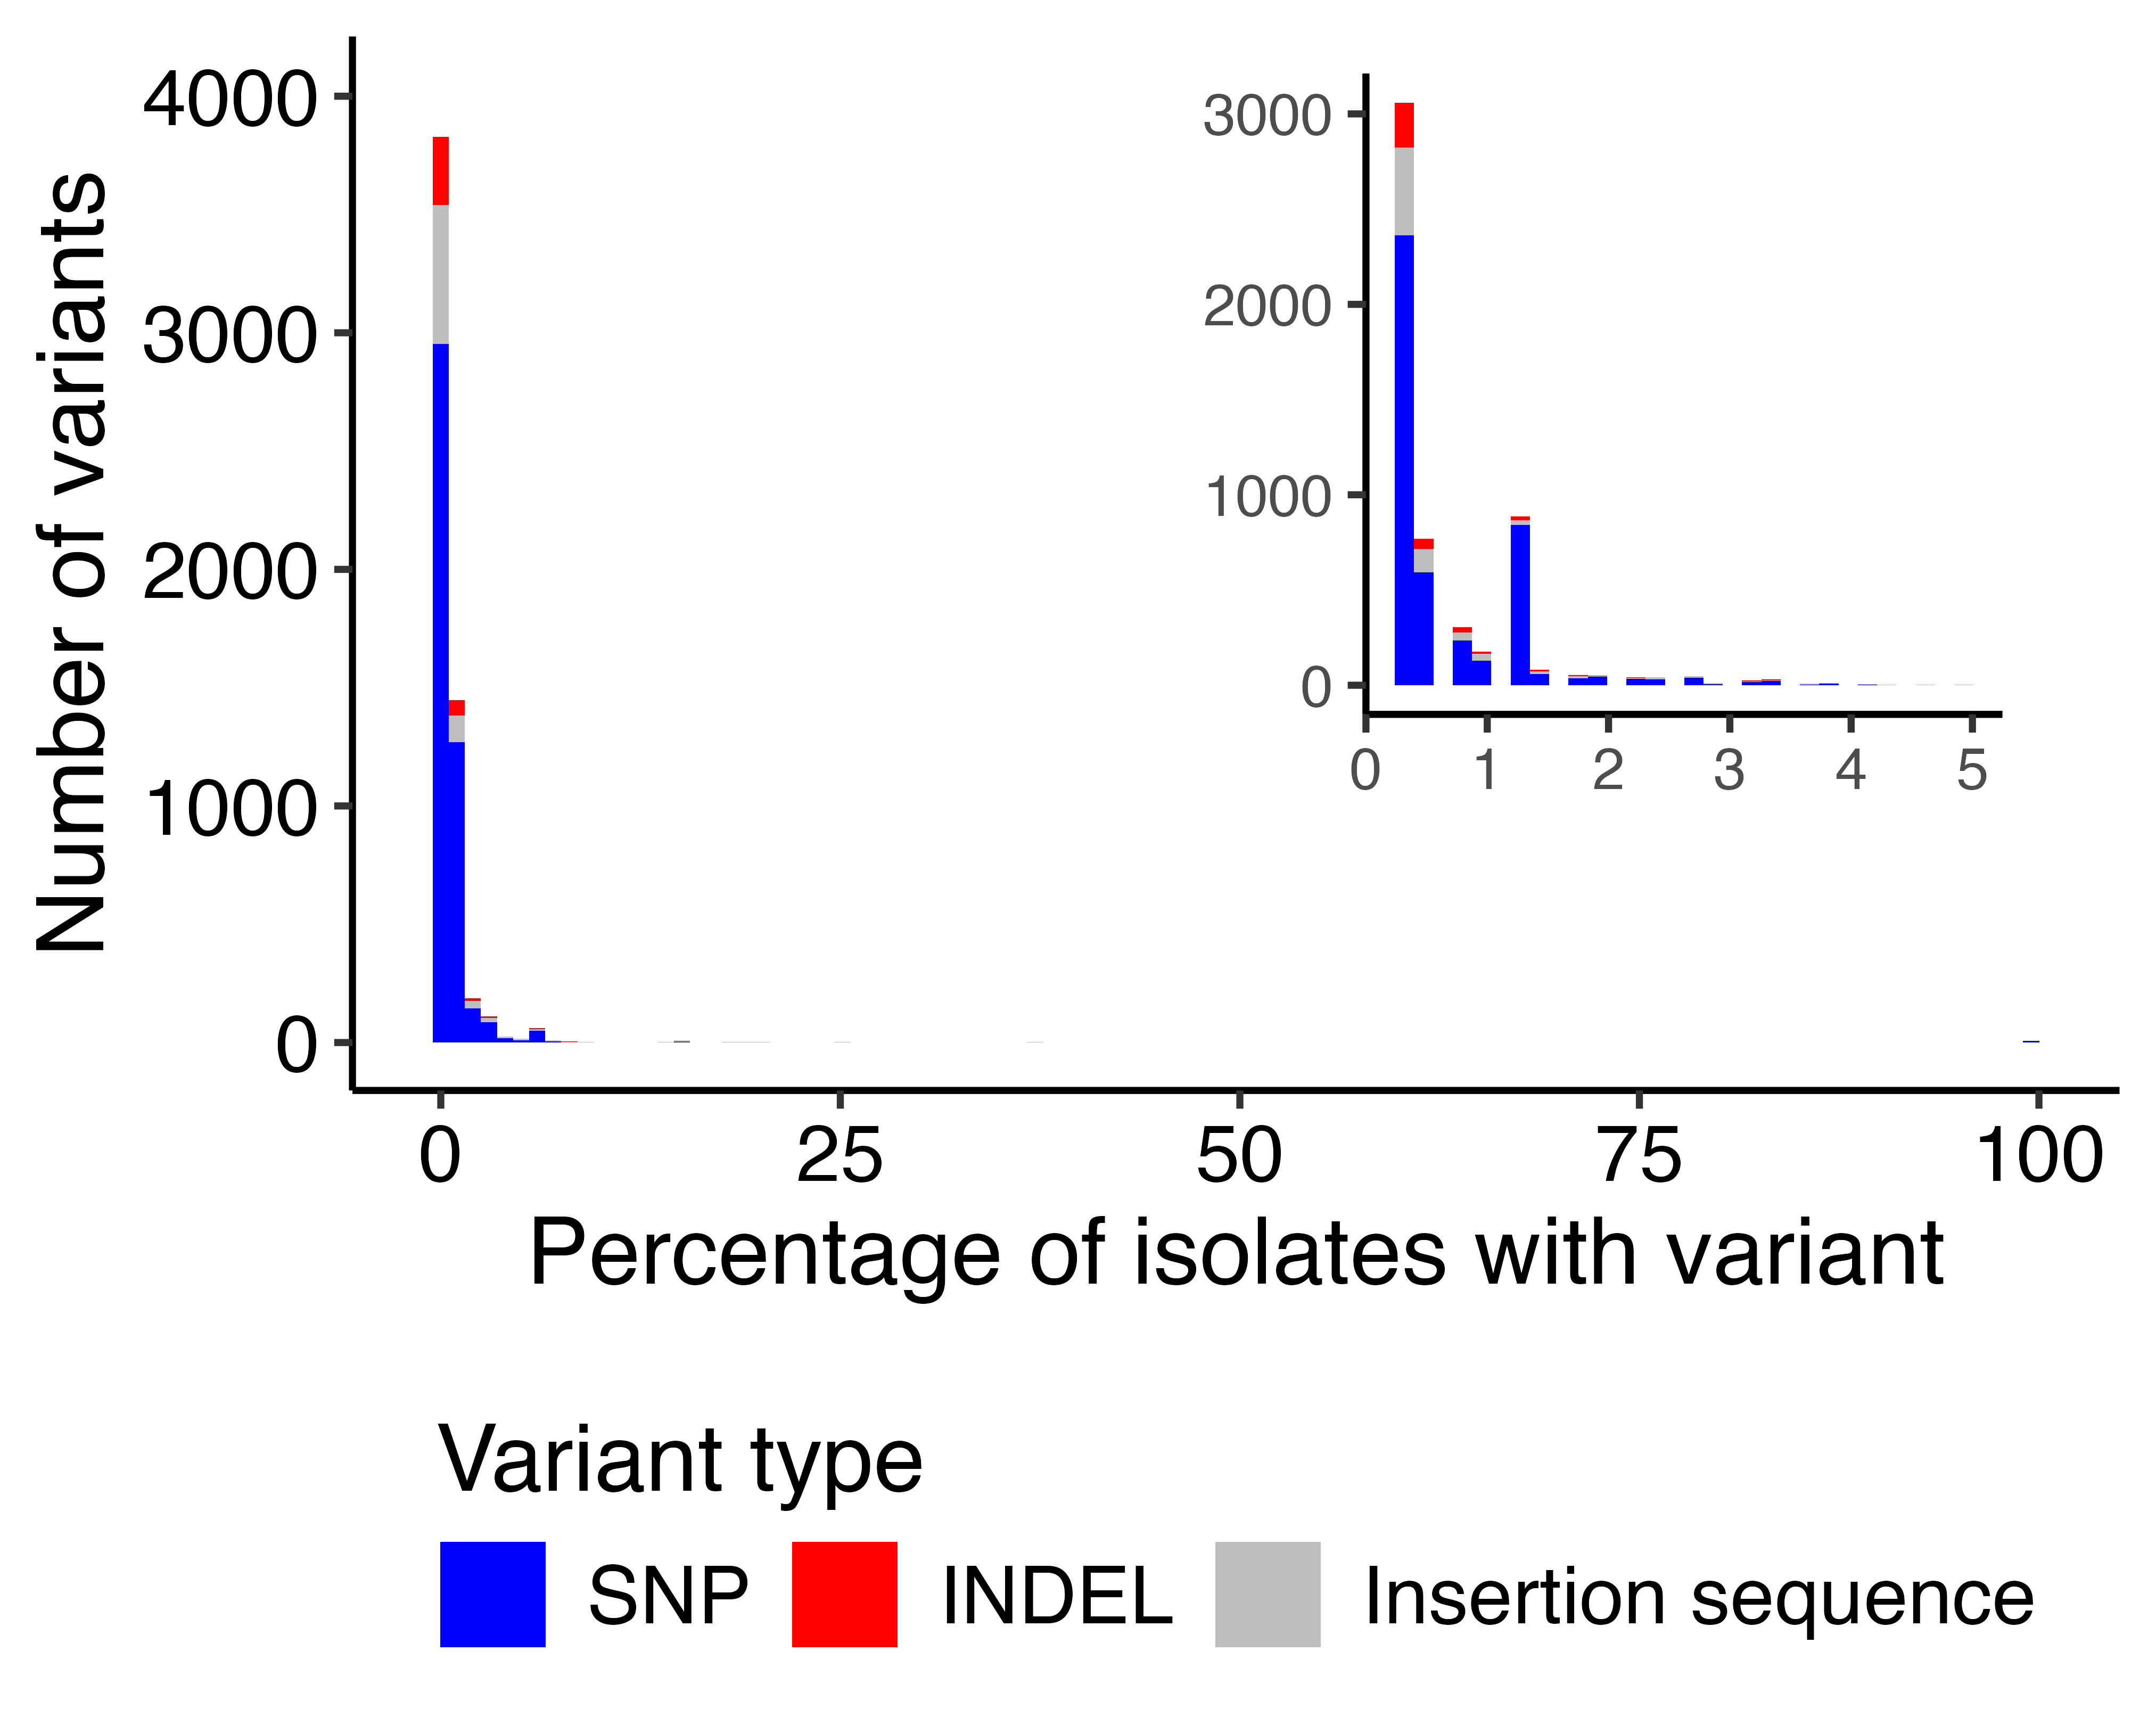 4000
3000
2000
1000
0
Number of variants
3000
2000
1000
0
0 1 2 3 4 5
0 25 50 75 100
Percentage of isolates with variant
Variant type
SNP INDEL Insertion sequence